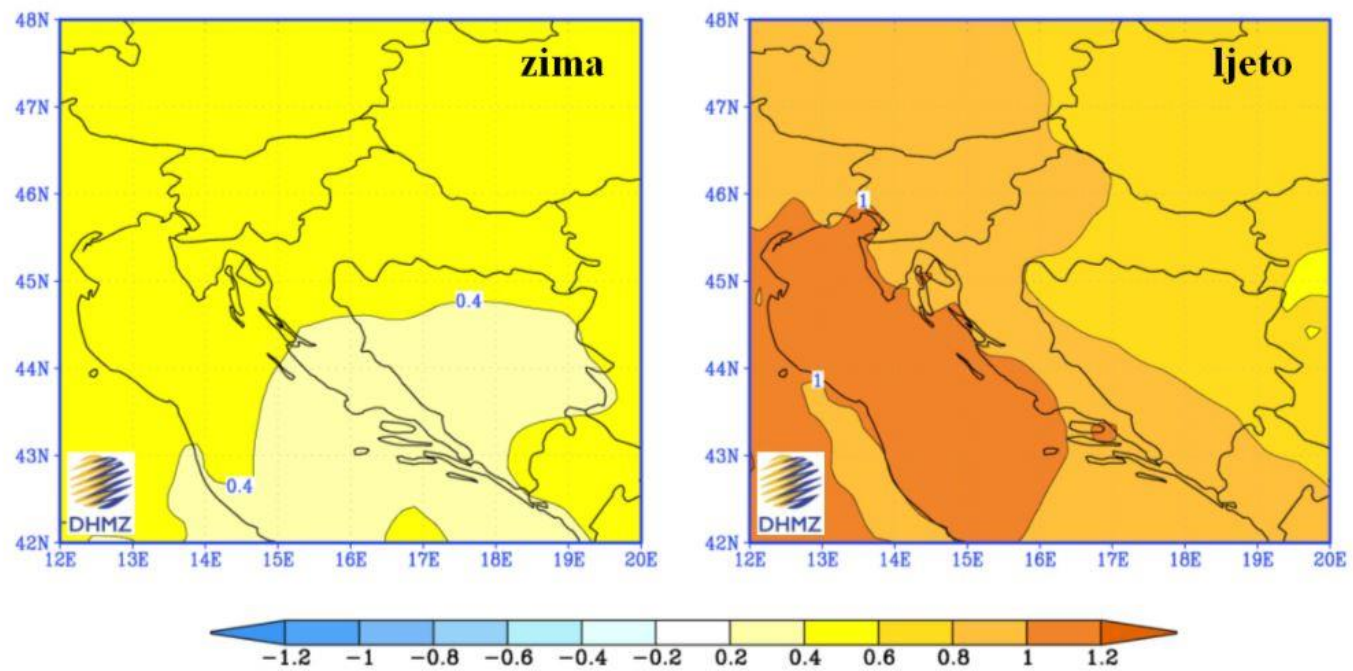 zima
ljeto
48N
47N
46N
45N
44N
43N
42N
12E 13E 14E 15E 16E 17E 18E 19E 20E
0.4
0.4
DHMZ
48N
47N
46N
45N
44N
43N
42N
12E 13E 14E 15E 16E 17E 18E 19E 20E
1
1
DHMZ
-1.2 -1 -0.8 -0.6 -0.4 -0.2 0.2 0.4 0.6 0.8 1 1.2